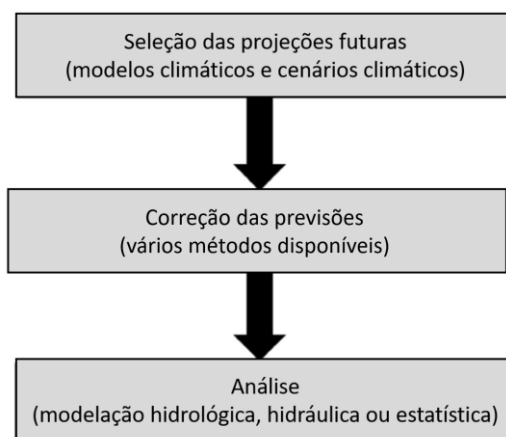 Seleção das projeções futuras
(modelos climáticos e cenários climáticos)
Correção das previsões
(vários métodos disponíveis)
Análise
(modelação hidrológica, hidráulica ou estatística)